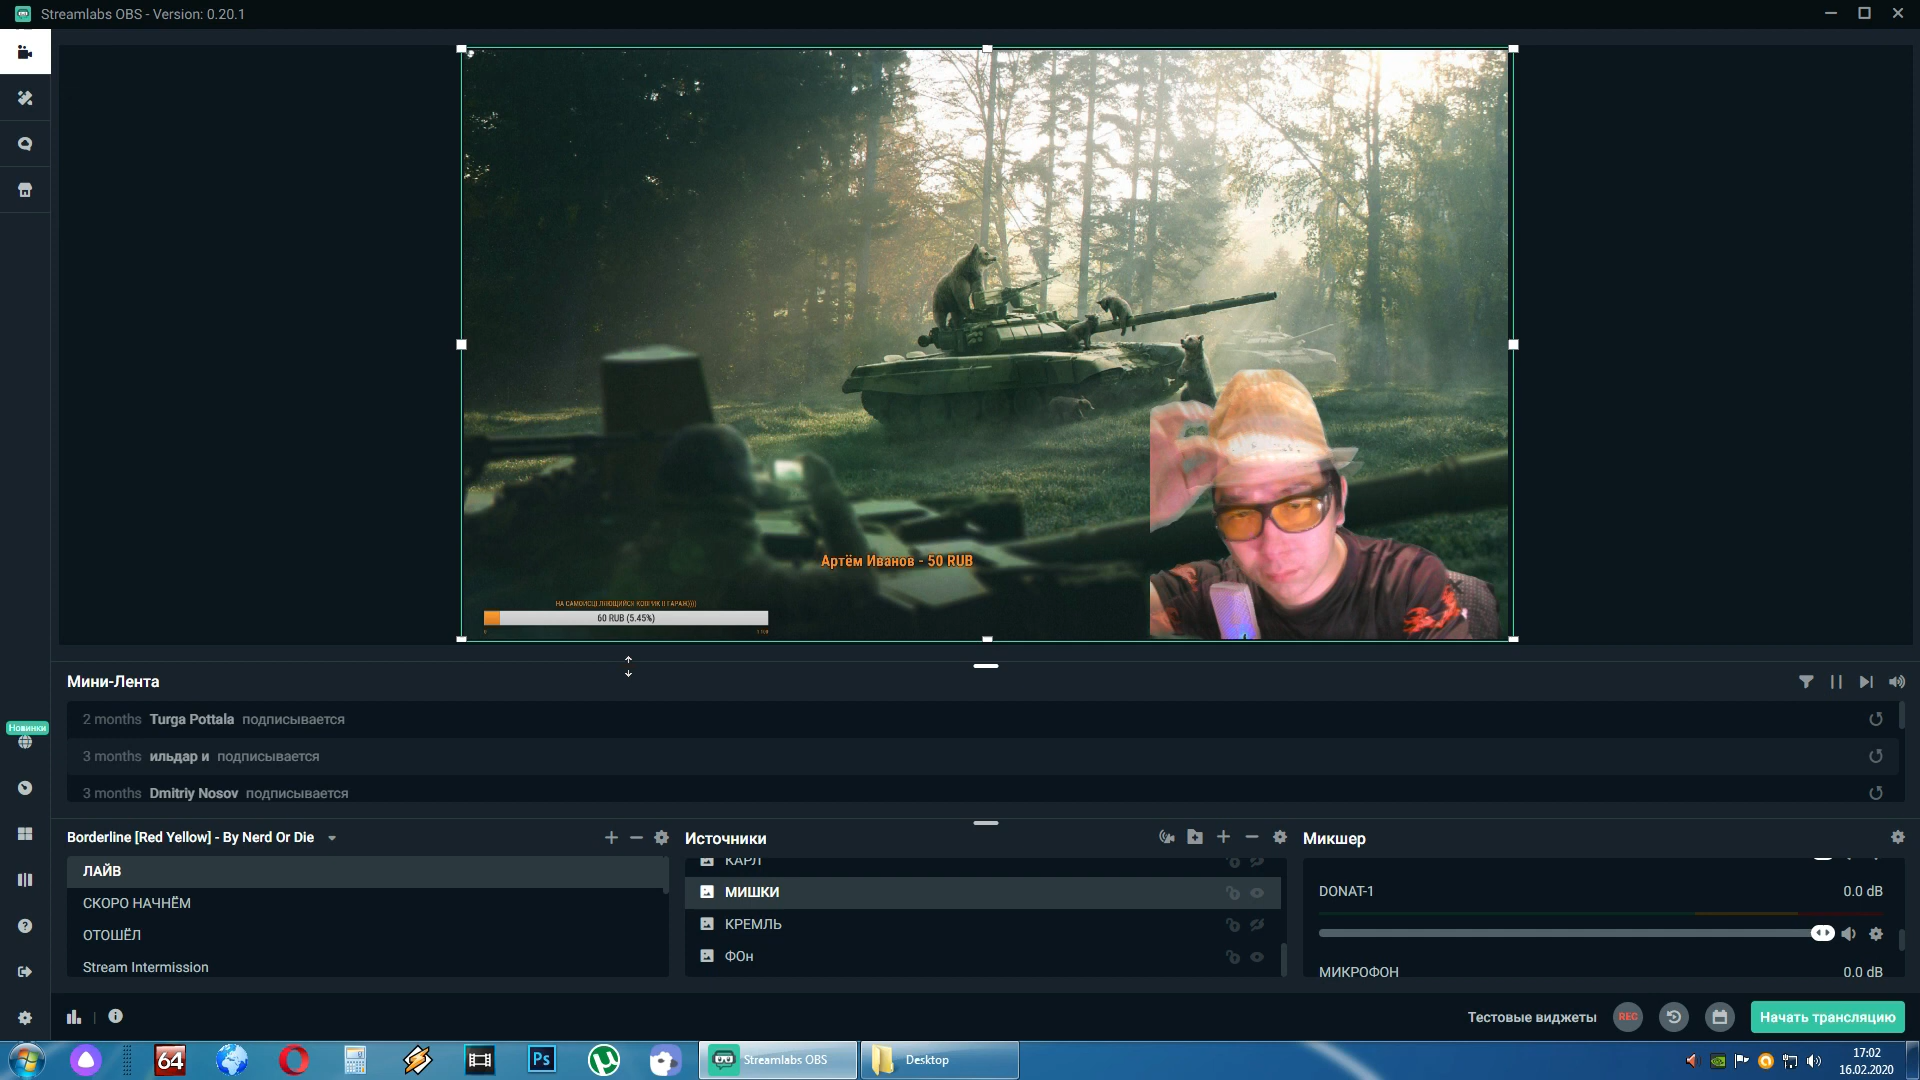 Streamlabs OBS - Version: 0.20.1
Артём Иванов - 50 RUB
60 RUB (5.45%)
Мини-Лента
2 months Turga Pottala подписывается
3 months ильдар и подписывается
3 months Dmitriy Nosov подписывается
Новинки
Borderline [Red Yellow] - By Nerd Or Die
ЛАЙВ
СКОРО НАЧНЁМ
ОТОШЁЛ
Stream Intermission
Источники
КАРЛ
МИШКИ
КРЕМЛЬ
ФОн
Микшер
DONAT-1 0.0 dB
МИКРОФОН 0.0 dB
Тестовые виджеты
REC
Начать трансляцию
64
Ps
Streamlabs OBS
Desktop
17:02
16.02.2020